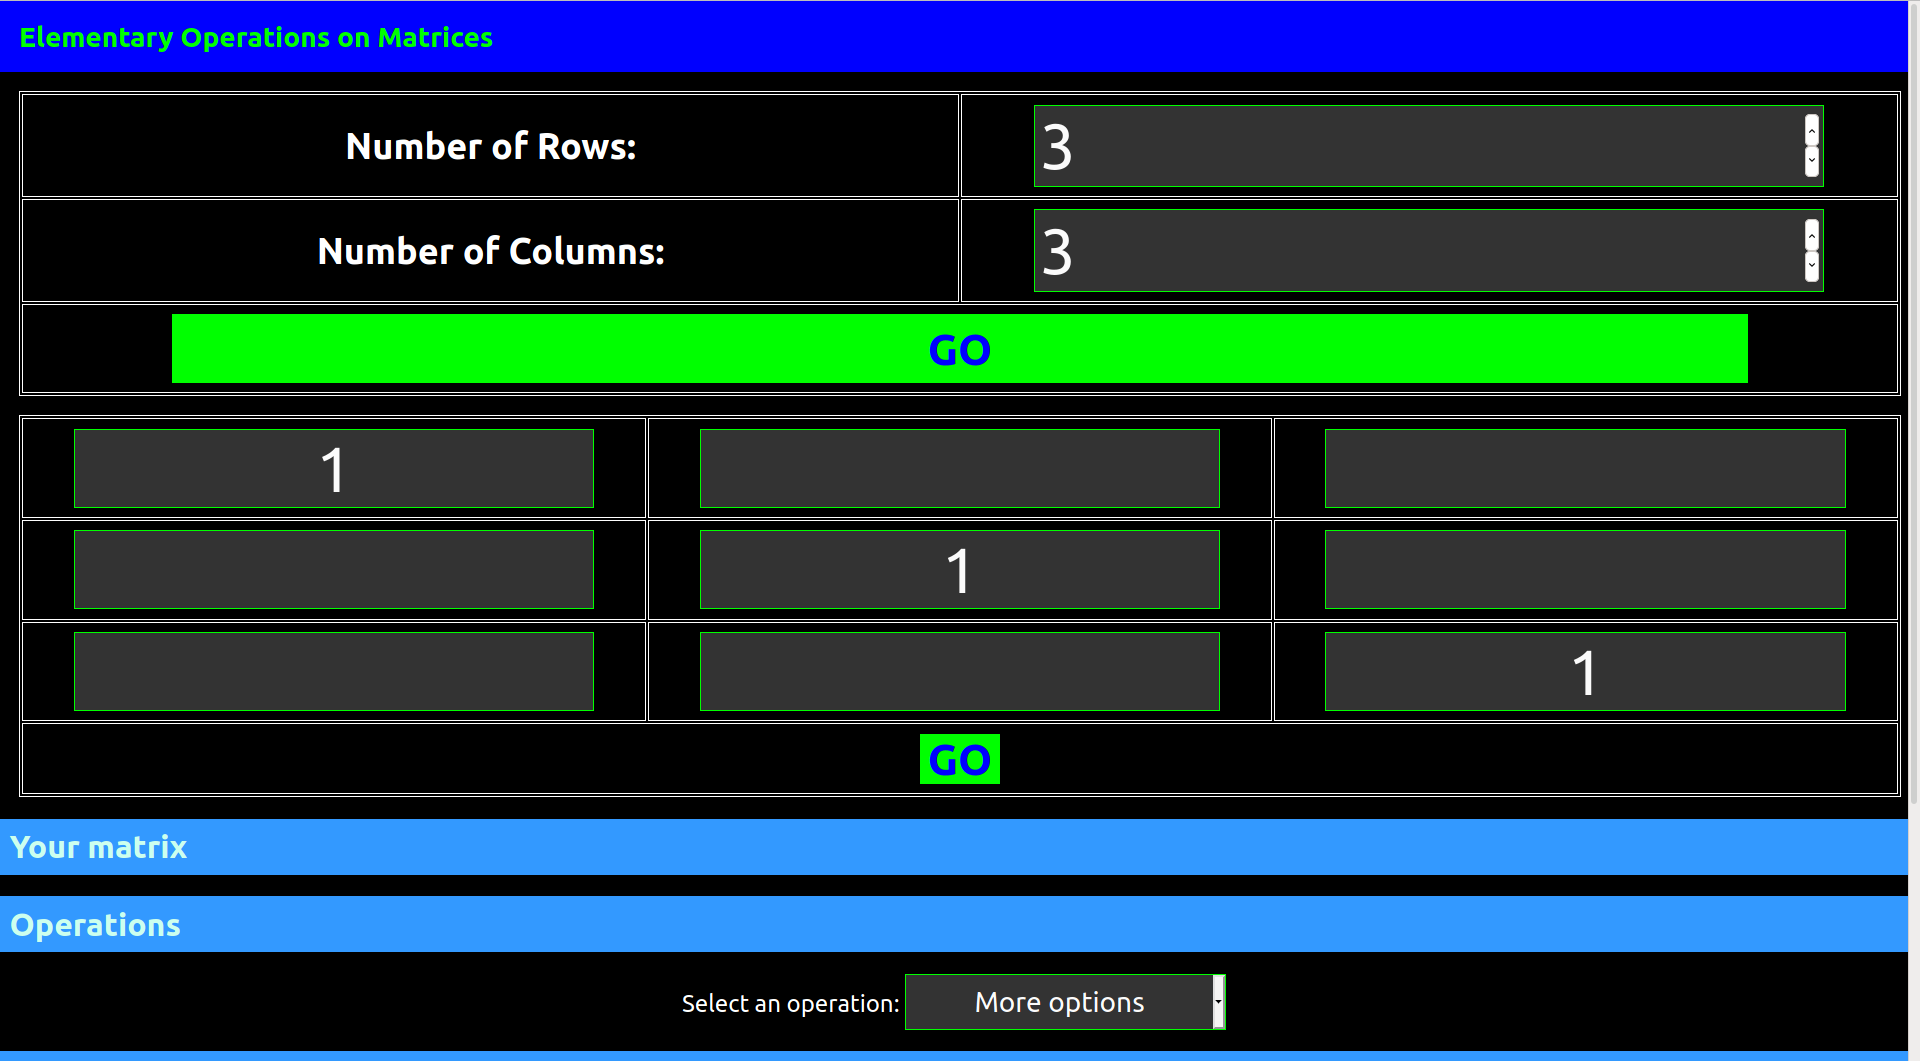 Elementary Operations on Matrices
Number of Rows: 3
Number of Columns: 3
GO
1
1
1
GO
Your matrix
Operations
Select an operation: More options